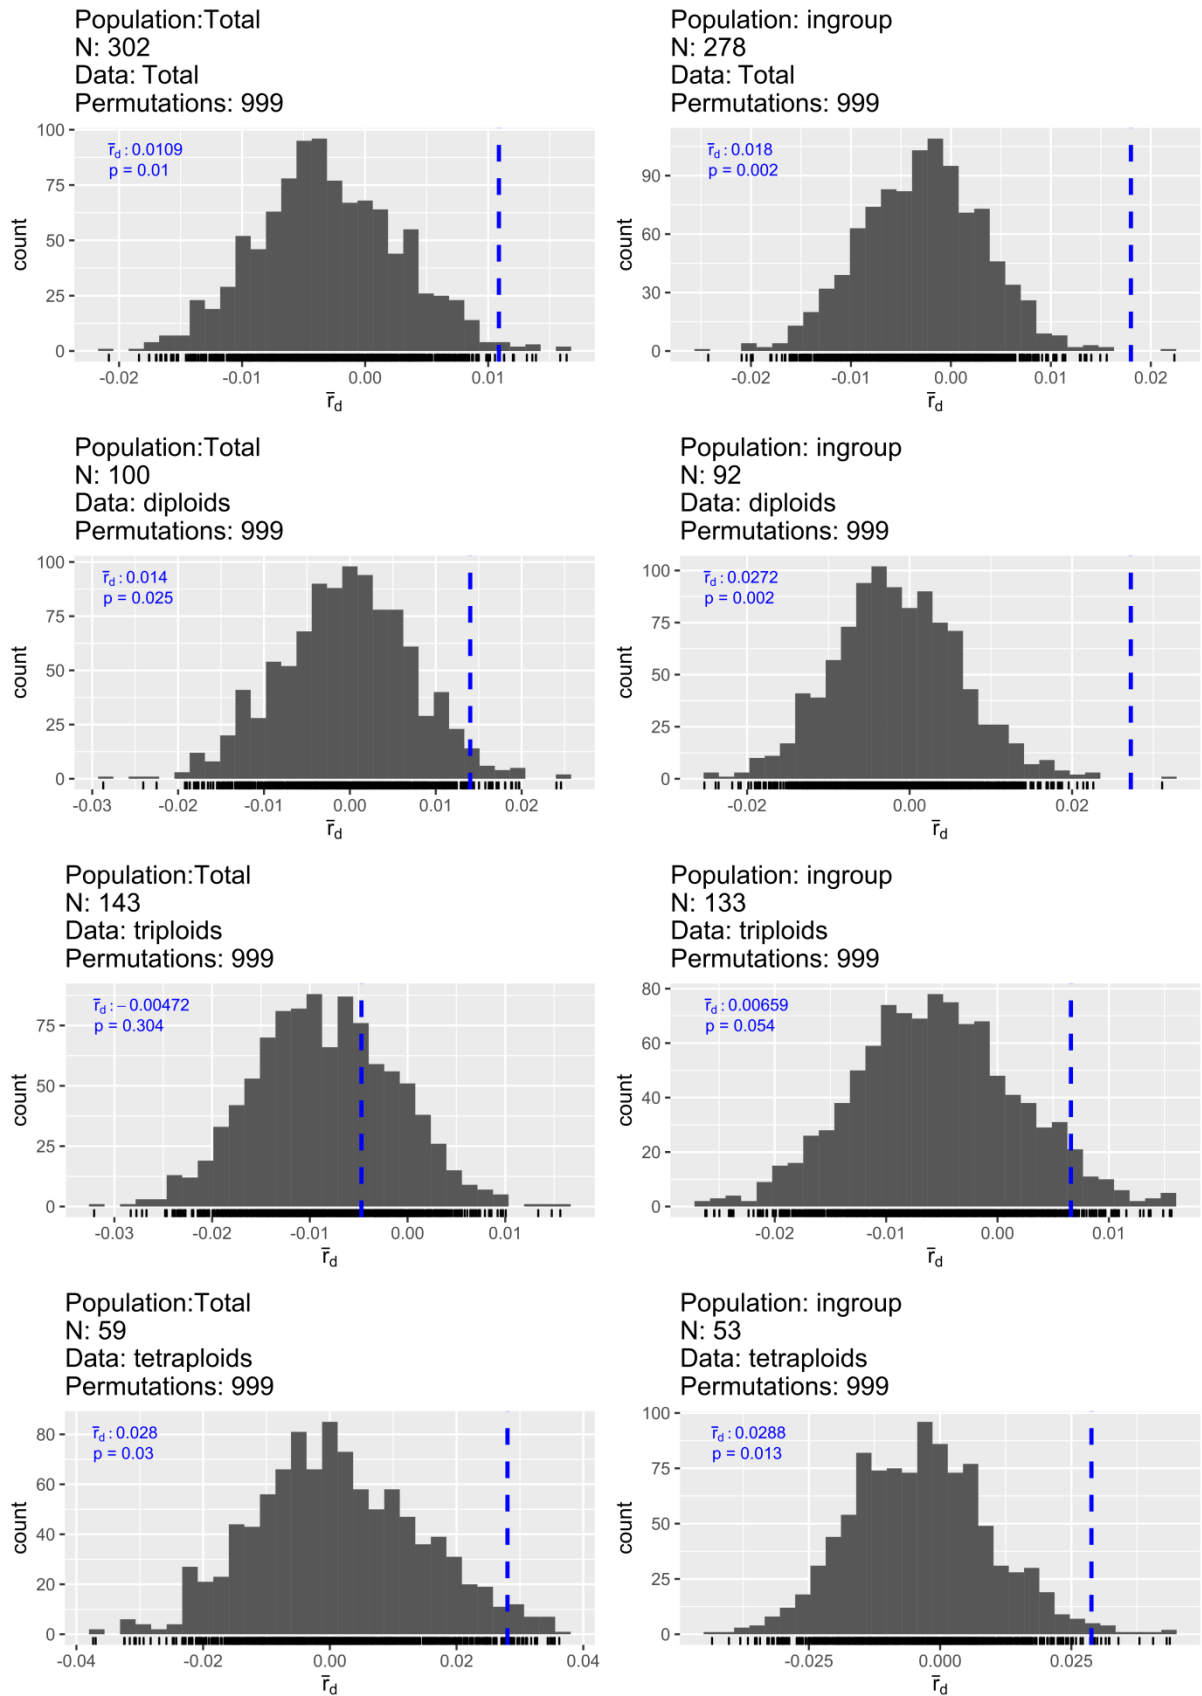 Population:Total
N: 302
Data: Total
Permutations: 999
r̄d : 0.0109
p = 0.01
100
75
50
25
0
count
-0.02
-0.01
0.00
0.01
r̄d
Population: ingroup
N: 278
Data: Total
Permutations: 999
r̄d : 0.018
p = 0.002
90
60
30
0
count
-0.02
-0.01
0.00
0.01
0.02
r̄d
Population:Total
N: 100
Data: diploids
Permutations: 999
r̄d : 0.014
p = 0.025
100
75
50
25
0
count
-0.03
-0.02
-0.01
0.00
0.01
0.02
r̄d
Population: ingroup
N: 92
Data: diploids
Permutations: 999
r̄d : 0.0272
p = 0.002
100
75
50
25
0
count
-0.02
0.00
0.02
r̄d
Population:Total
N: 143
Data: triploids
Permutations: 999
r̄d : −0.00472
p = 0.304
75
50
25
0
count
-0.03
-0.02
-0.01
0.00
0.01
r̄d
Population: ingroup
N: 133
Data: triploids
Permutations: 999
r̄d : 0.00659
p = 0.054
80
60
40
20
0
count
-0.02
-0.01
0.00
0.01
r̄d
Population:Total
N: 59
Data: tetraploids
Permutations: 999
r̄d : 0.028
p = 0.03
80
60
40
20
0
count
-0.04
-0.02
0.00
0.02
0.04
r̄d
Population: ingroup
N: 53
Data: tetraploids
Permutations: 999
r̄d : 0.0288
p = 0.013
100
75
50
25
0
count
-0.025
0.000
0.025
r̄d